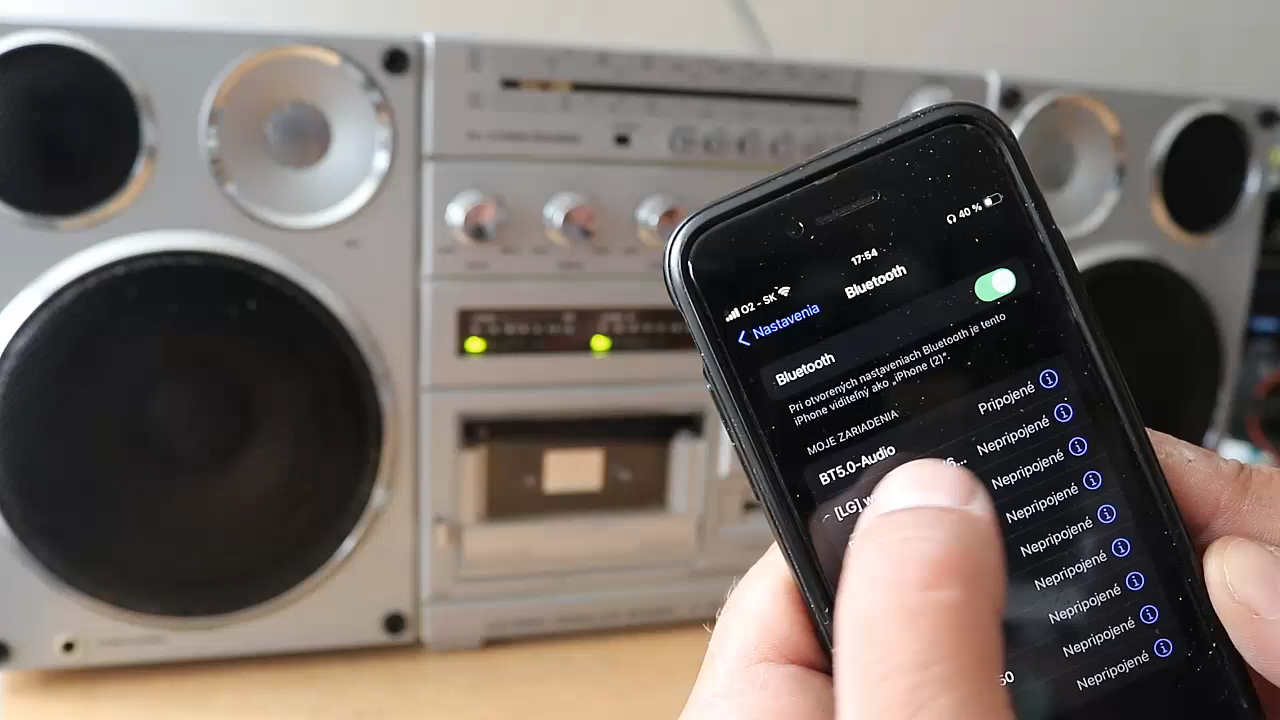 17:54
40 %
O2 - SK
Nastavenia
Bluetooth
Bluetooth
Pri otvorených nastaveniach Bluetooth je tento
iPhone viditeľný ako „iPhone (2)“.
MOJE ZARIADENIA
BT5.0-Audio Pripojené
[LG] Nepripojené
Nepripojené
Nepripojené
Nepripojené
Nepripojené
Nepripojené
Nepripojené
Nepripojené